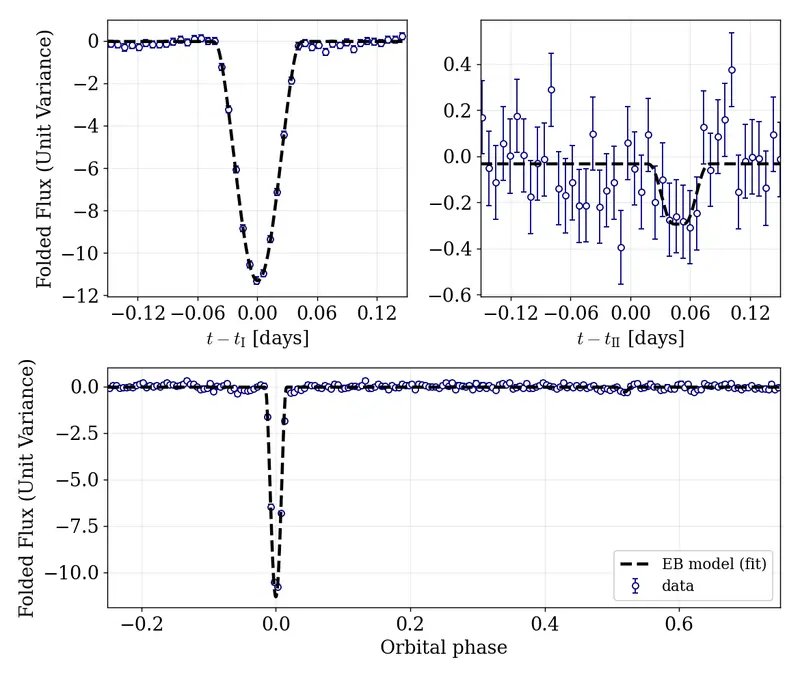 Folded Flux (Unit Variance)
0
−2
−4
−6
−8
−10
−12
−0.12 −0.06 0.00 0.06 0.12
t − tI [days]
0.4
0.2
0.0
−0.2
−0.4
−0.6
−0.12 −0.06 0.00 0.06 0.12
t − tII [days]
Folded Flux (Unit Variance)
0.0
−2.5
−5.0
−7.5
−10.0
EB model (fit)
data
−0.2 0.0 0.2 0.4 0.6
Orbital phase